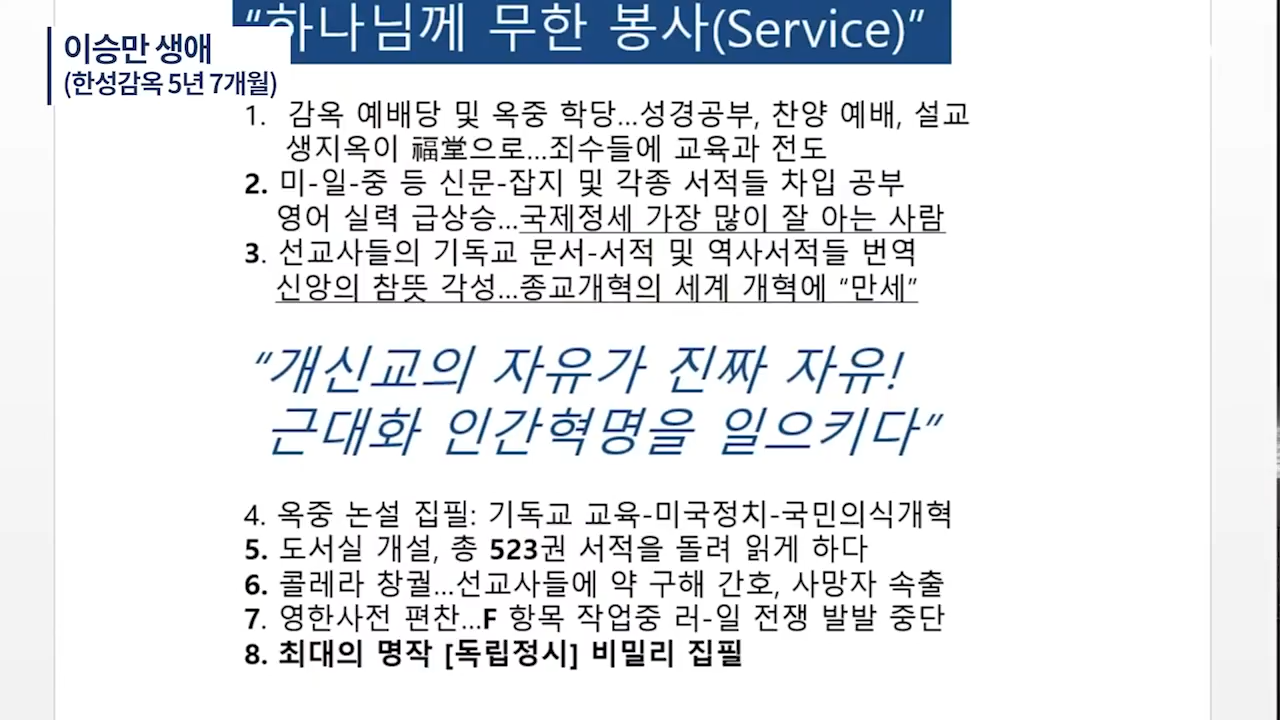 “하나님께 무한 봉사(Service)”
이승만 생애
(한성감옥 5년 7개월)
1. 감옥 예배당 및 옥중 학당...성경공부, 찬양 예배, 설교
생지옥이 福堂으로...죄수들에 교육과 전도
2. 미-일-중 등 신문-잡지 및 각종 서적들 차입 공부
영어 실력 급상승...국제정세 가장 많이 잘 아는 사람
3. 선교사들의 기독교 문서-서적 및 역사서적들 번역
신앙의 참뜻 각성...종교개혁의 세계 개혁에 “만세”
“개신교의 자유가 진짜 자유!
근대화 인간혁명을 일으키다”
4. 옥중 논설 집필: 기독교 교육-미국정치-국민의식개혁
5. 도서실 개설, 총 523권 서적을 돌려 읽게 하다
6. 콜레라 창궐...선교사들에 약 구해 간호, 사망자 속출
7. 영한사전 편찬...F 항목 작업중 러-일 전쟁 발발 중단
8. 최대의 명작 [독립정시] 비밀리 집필